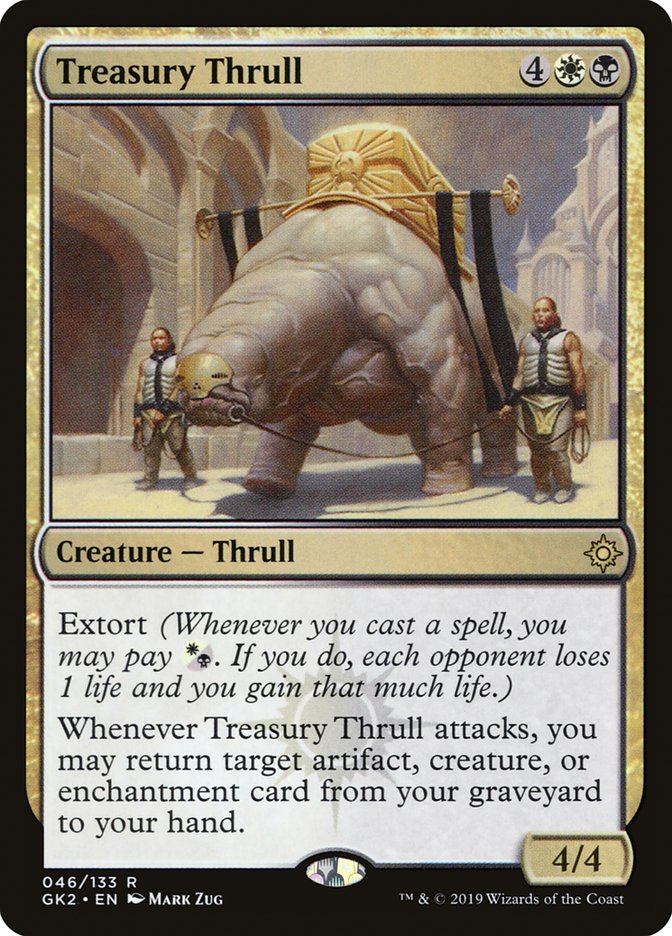 Treasury Thrull 4
Creature — Thrull
Extort (Whenever you cast a spell, you
may pay . If you do, each opponent loses
1 life and you gain that much life.)
Whenever Treasury Thrull attacks, you
may return target artifact, creature, or
enchantment card from your graveyard
to your hand.
4/4
046/133 R
GK2 • EN Mark Zug
™ & © 2019 Wizards of the Coast